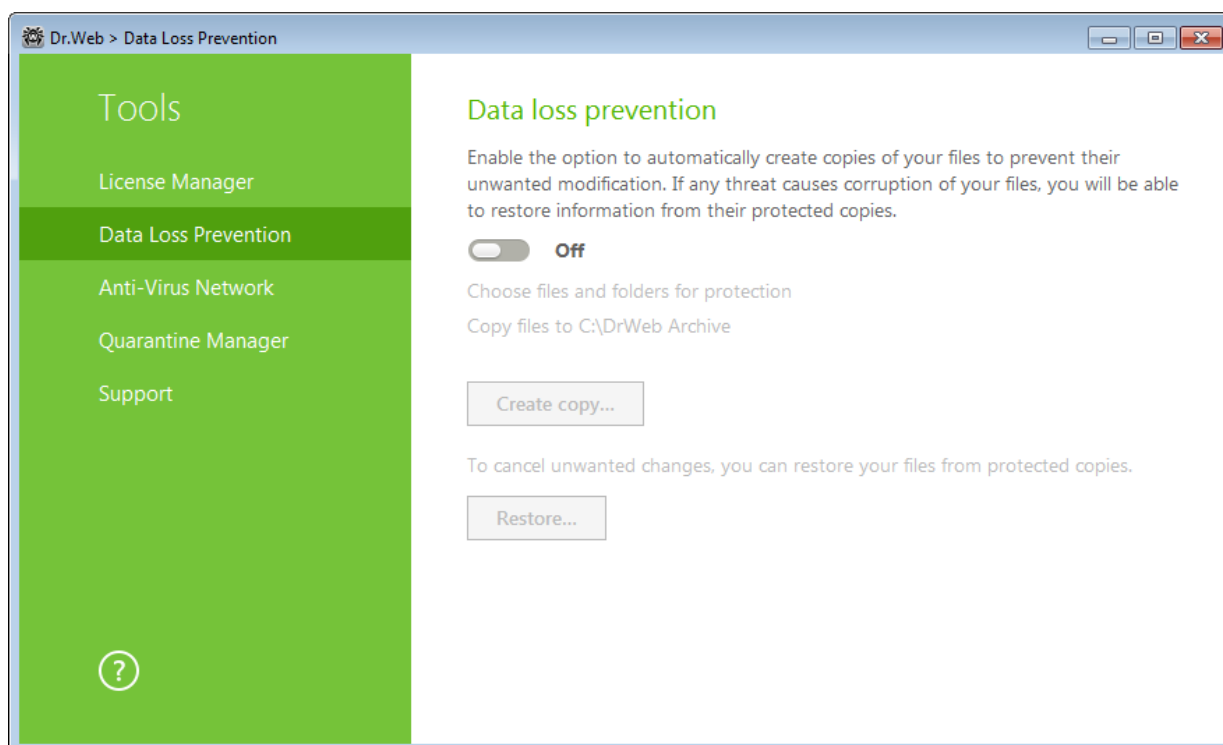 Dr.Web > Data Loss Prevention
Tools
License Manager
Data Loss Prevention
Anti-Virus Network
Quarantine Manager
Support
?
Data loss prevention
Enable the option to automatically create copies of your files to prevent their
unwanted modification. If any threat causes corruption of your files, you will be able
to restore information from their protected copies.
Off
Choose files and folders for protection
Copy files to C:\DrWeb Archive
Create copy...
To cancel unwanted changes, you can restore your files from protected copies.
Restore...